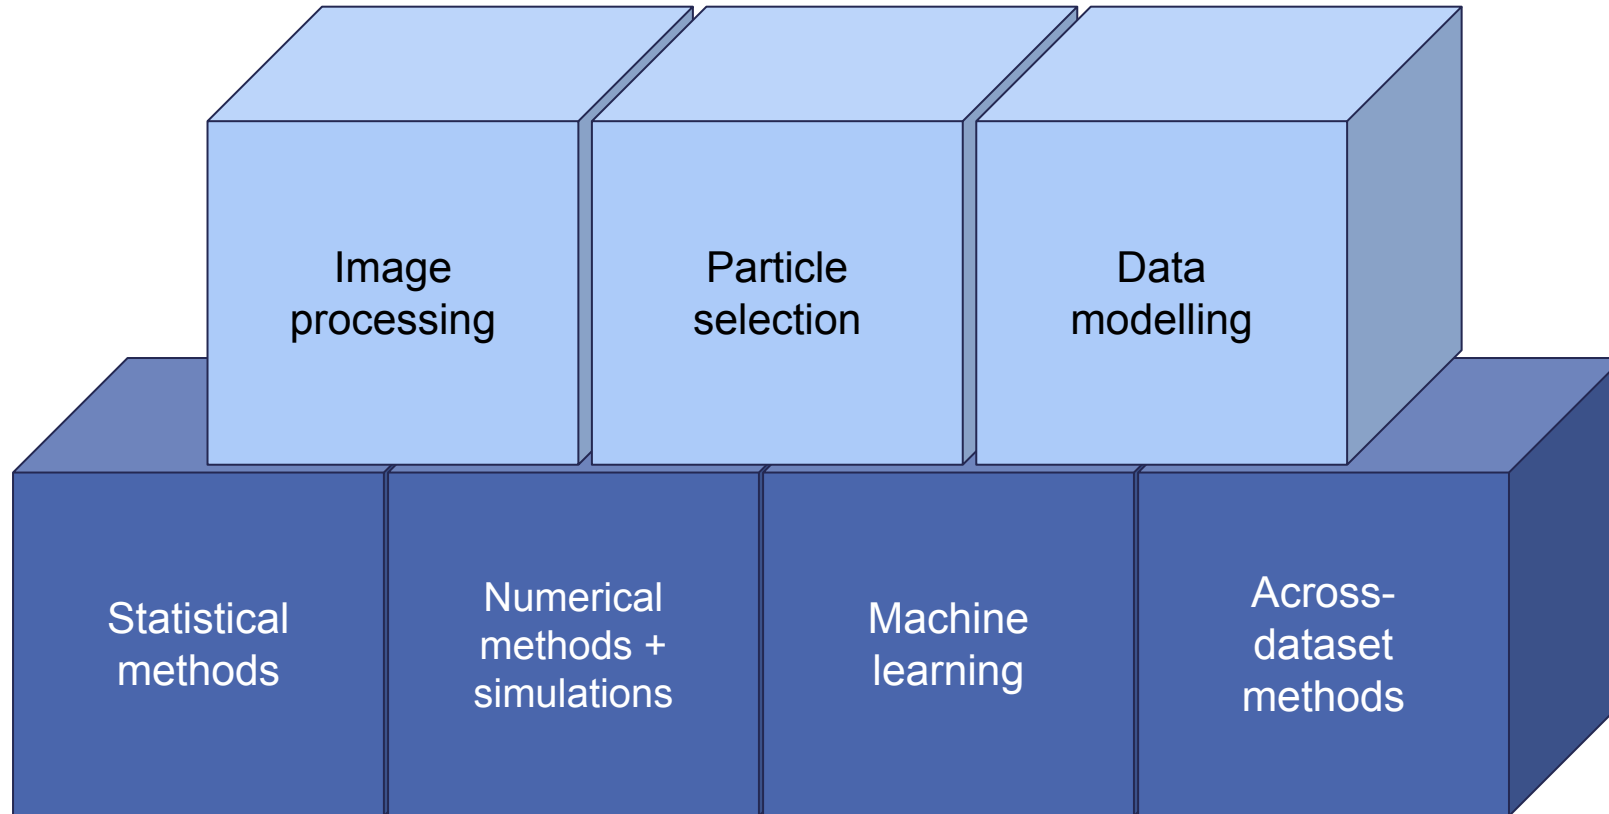 Image
processing
Particle
selection
Data
modelling
Statistical
methods
Numerical
methods +
simulations
Machine
learning
Across-
dataset
methods